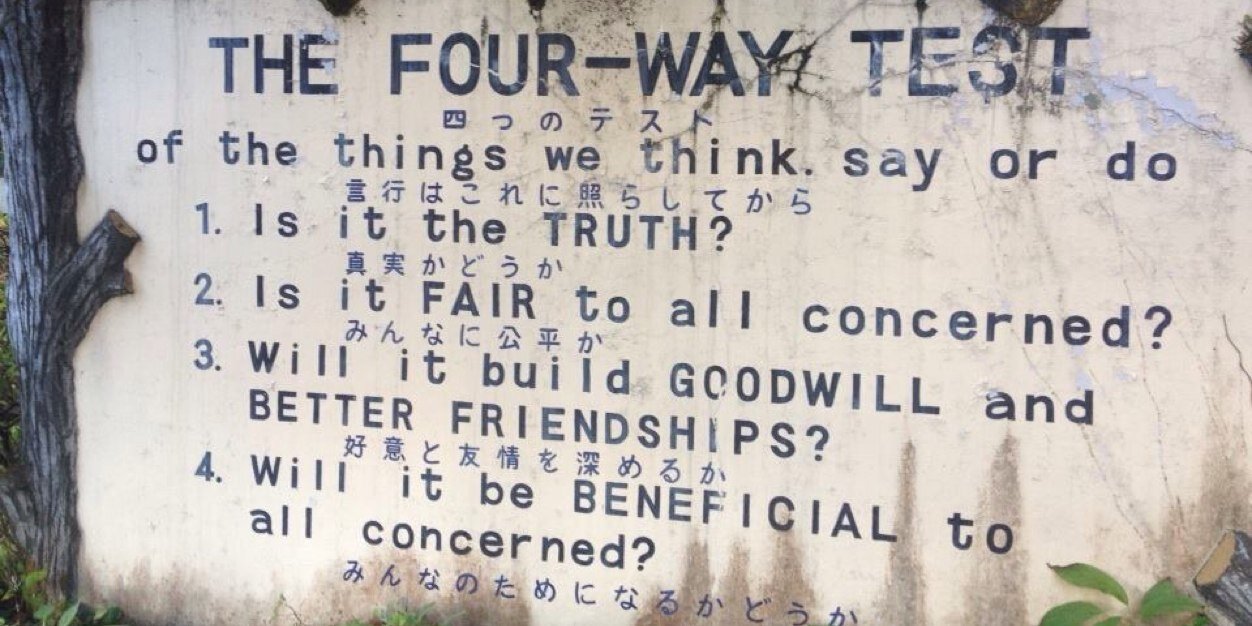 THE FOUR-WAY TEST
四つのテスト
of the things we think. say or do
言行はこれに照らしてから
1. Is it the TRUTH?
真実かどうか
2. Is it FAIR to all concerned?
みんなに公平か
3. Will it build GOODWILL and
BETTER FRIENDSHIPS?
好意と友情を深めるか
4. Will it be BENEFICIAL to
all concerned?
みんなのためになるかどうか